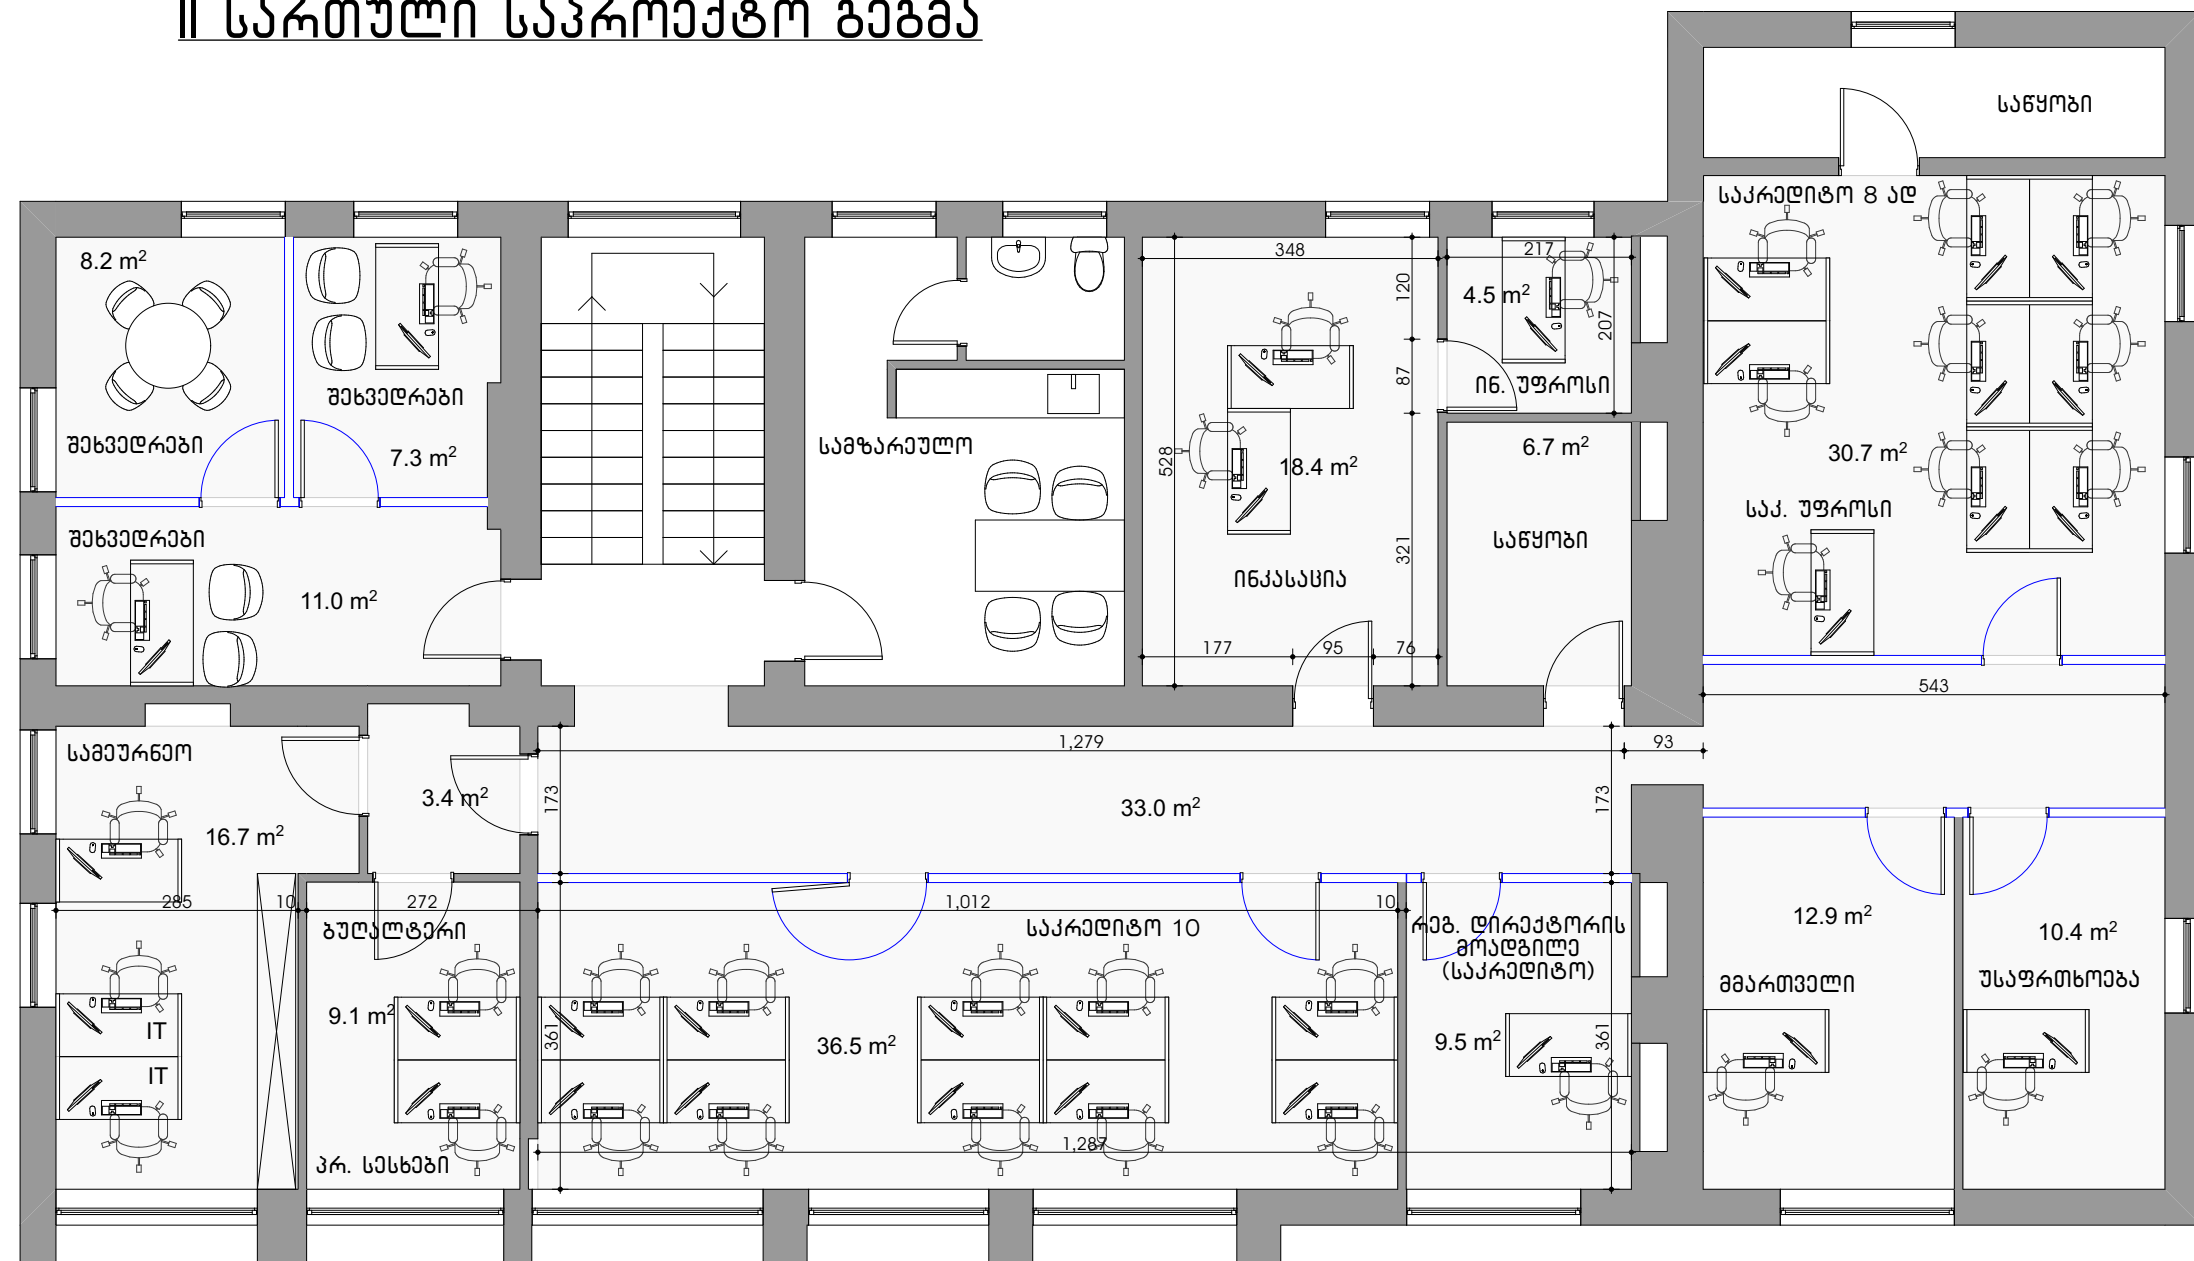 II სართული საპროექტო გეგმა
საწყობი
საკრედიტო 8 ად
8.2 m²
შეხვედრები
7.3 m²
შეხვედრები
შეხვედრები
11.0 m²
სამზარეულო
348
120
87
321
528
18.4 m²
ინკასაცია
177
95
76
217
4.5 m²
207
ინ. უფროსი
6.7 m²
საწყობი
30.7 m²
საკ. უფროსი
543
სამეურნეო
16.7 m²
3.4 m²
1,279
93
173
33.0 m²
173
285
10
272
1,012
10
ბუღალტერი
9.1 m²
პრ. სესხები
IT
IT
საკრედიტო 10
361
36.5 m²
1,287
რეგ. დირექტორის
მოადგილე
(საკრედიტო)
9.5 m²
361
12.9 m²
მმართველი
10.4 m²
უსაფრთხოება